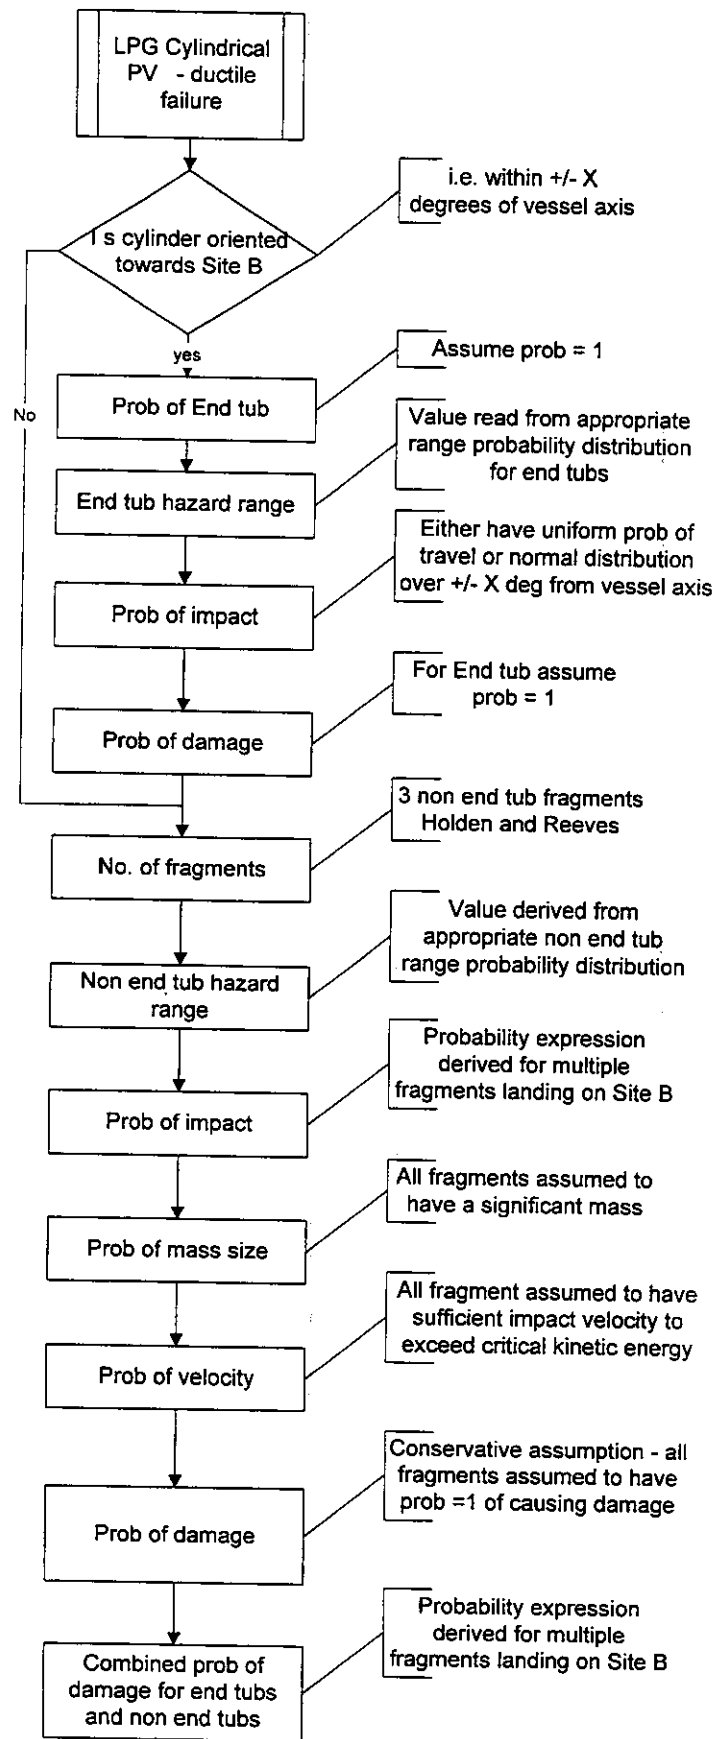 LPG Cylindrical
PV - ductile
failure
i.e. within +/- X
degrees of vessel axis
I s cylinder oriented
towards Site B
yes
No
Assume prob = 1
Prob of End tub
Value read from appropriate
range probability distribution
for end tubs
End tub hazard range
Either have uniform prob of
travel or normal distribution
over +/- X deg from vessel axis
Prob of impact
For End tub assume
prob = 1
Prob of damage
3 non end tub fragments
Holden and Reeves
No. of fragments
Value derived from
appropriate non end tub
range probability distribution
Non end tub hazard
range
Probability expression
derived for multiple
fragments landing on Site B
Prob of impact
All fragments assumed to
have a significant mass
Prob of mass size
All fragment assumed to have
sufficient impact velocity to
exceed critical kinetic energy
Prob of velocity
Conservative assumption - all
fragments assumed to have
prob =1 of causing damage
Prob of damage
Probability expression
derived for multiple
fragments landing on Site B
Combined prob of
damage for end tubs
and non end tubs